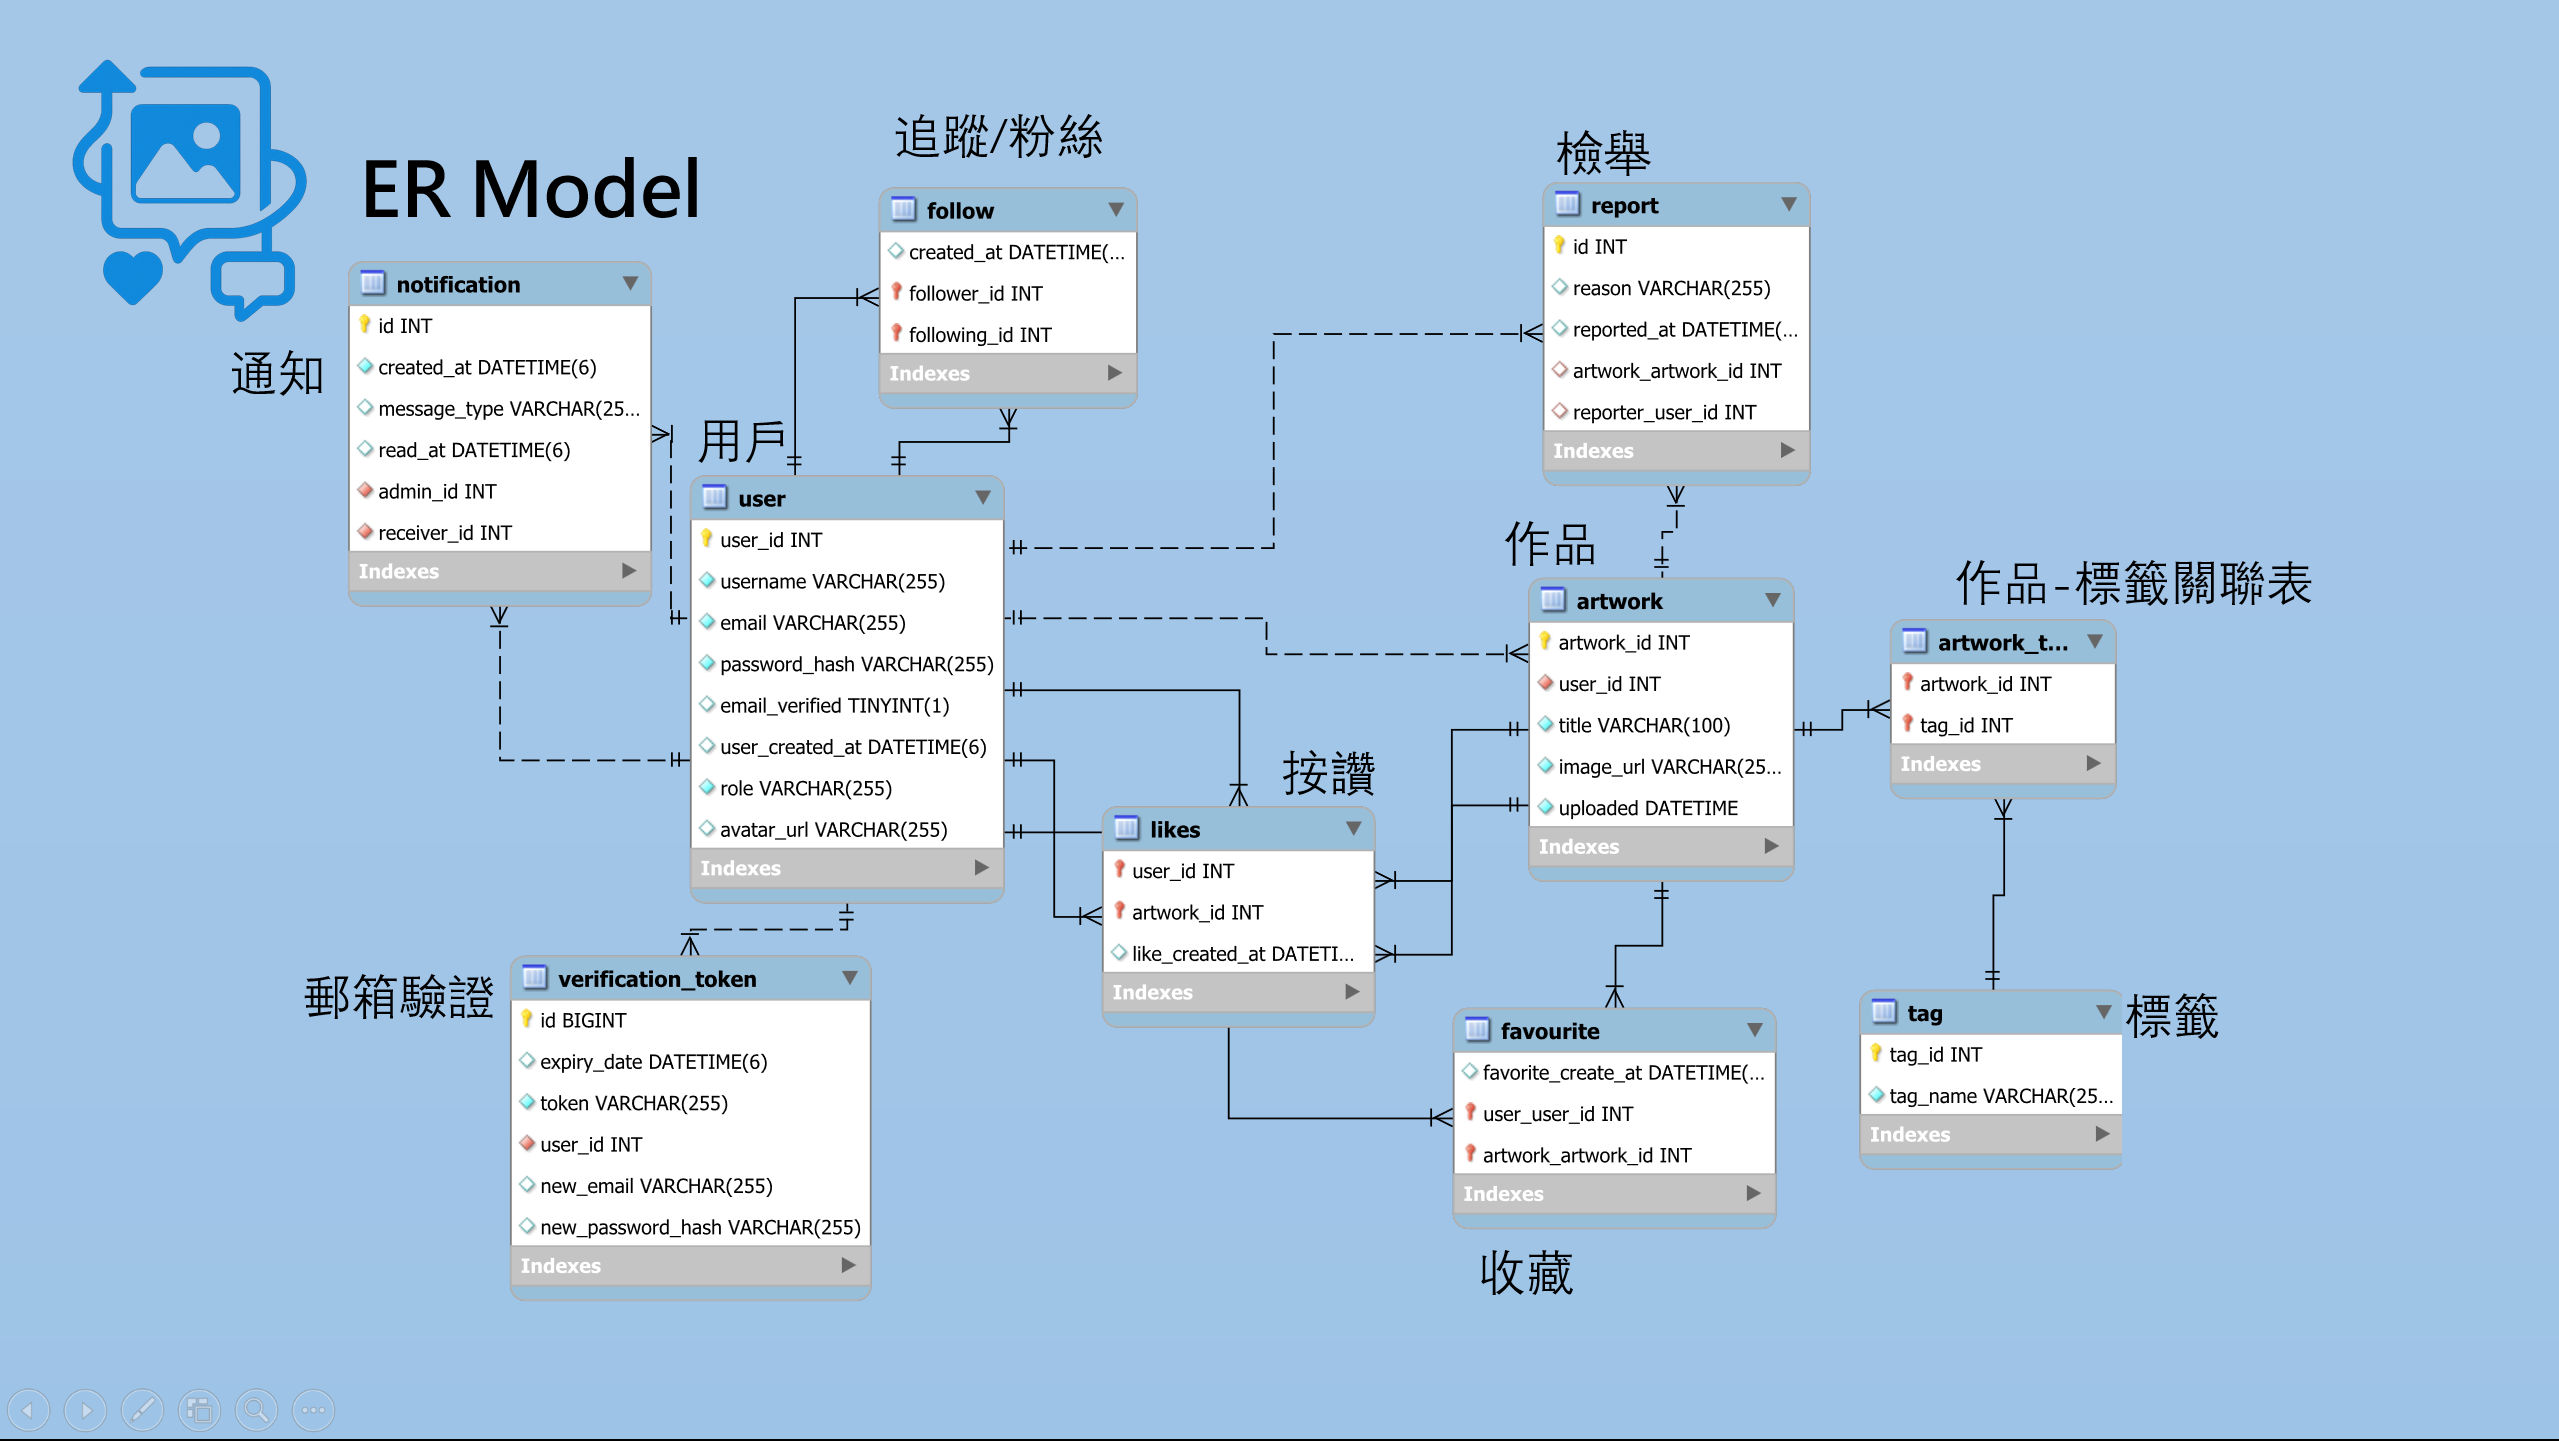 ER Model
追蹤/粉絲
follow
created_at DATETIME(...
follower_id INT
following_id INT
Indexes
檢舉
report
id INT
reason VARCHAR(255)
reported_at DATETIME(...
artwork_artwork_id INT
reporter_user_id INT
Indexes
通知
notification
id INT
created_at DATETIME(6)
message_type VARCHAR(25...
read_at DATETIME(6)
admin_id INT
receiver_id INT
Indexes
用戶
user
user_id INT
username VARCHAR(255)
email VARCHAR(255)
password_hash VARCHAR(255)
email_verified TINYINT(1)
user_created_at DATETIME(6)
role VARCHAR(255)
avatar_url VARCHAR(255)
Indexes
作品
artwork
artwork_id INT
user_id INT
title VARCHAR(100)
image_url VARCHAR(25...
uploaded DATETIME
Indexes
作品-標籤關聯表
artwork_t...
artwork_id INT
tag_id INT
Indexes
按讚
likes
user_id INT
artwork_id INT
like_created_at DATETI...
Indexes
郵箱驗證
verification_token
id BIGINT
expiry_date DATETIME(6)
token VARCHAR(255)
user_id INT
new_email VARCHAR(255)
new_password_hash VARCHAR(255)
Indexes
favourite
favorite_create_at DATETIME(...
user_user_id INT
artwork_artwork_id INT
Indexes
收藏
標籤
tag
tag_id INT
tag_name VARCHAR(25...
Indexes